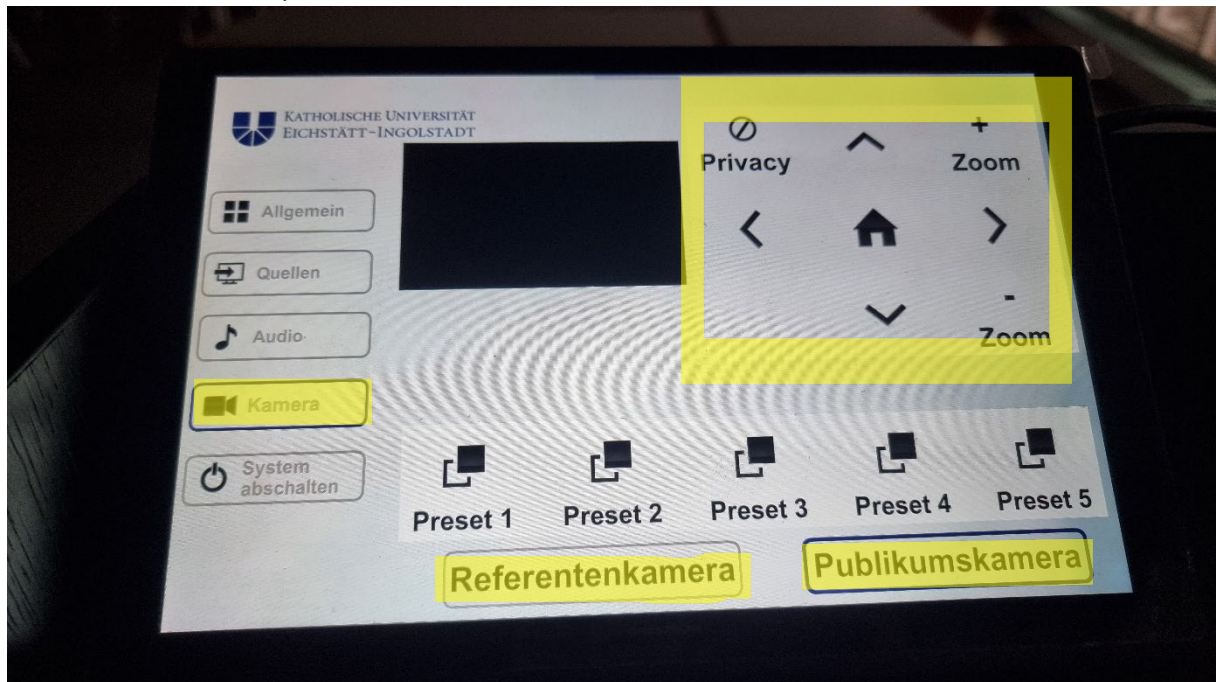 KATHOLISCHE UNIVERSITÄT
EICHSTÄTT-INGOLSTADT
Privacy
+
Zoom
Allgemein
Quellen
Audio
-
Zoom
Kamera
System
abschalten
Preset 1
Preset 2
Preset 3
Preset 4
Preset 5
Referentenkamera
Publikumskamera